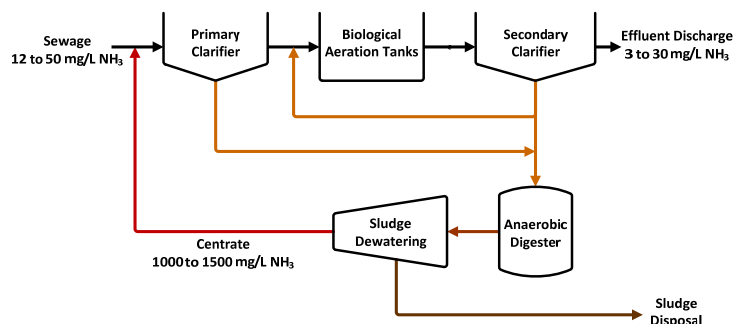 Sewage
12 to 50 mg/L NH₃
Primary
Clarifier
Biological
Aeration Tanks
Secondary
Clarifier
Effluent Discharge
3 to 30 mg/L NH₃
Sludge
Dewatering
Anaerobic
Digester
Centrate
1000 to 1500 mg/L NH₃
Sludge
Disposal